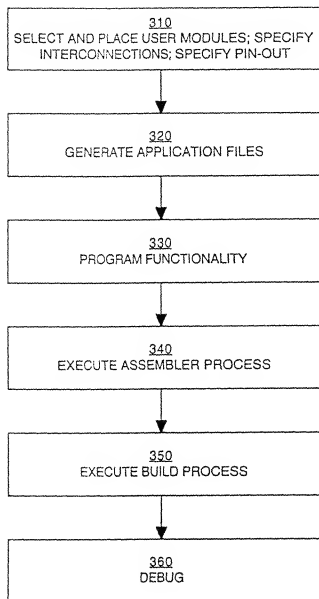 310
SELECT AND PLACE USER MODULES; SPECIFY
INTERCONNECTIONS; SPECIFY PIN-OUT
320
GENERATE APPLICATION FILES
330
PROGRAM FUNCTIONALITY
340
EXECUTE ASSEMBLER PROCESS
350
EXECUTE BUILD PROCESS
360
DEBUG